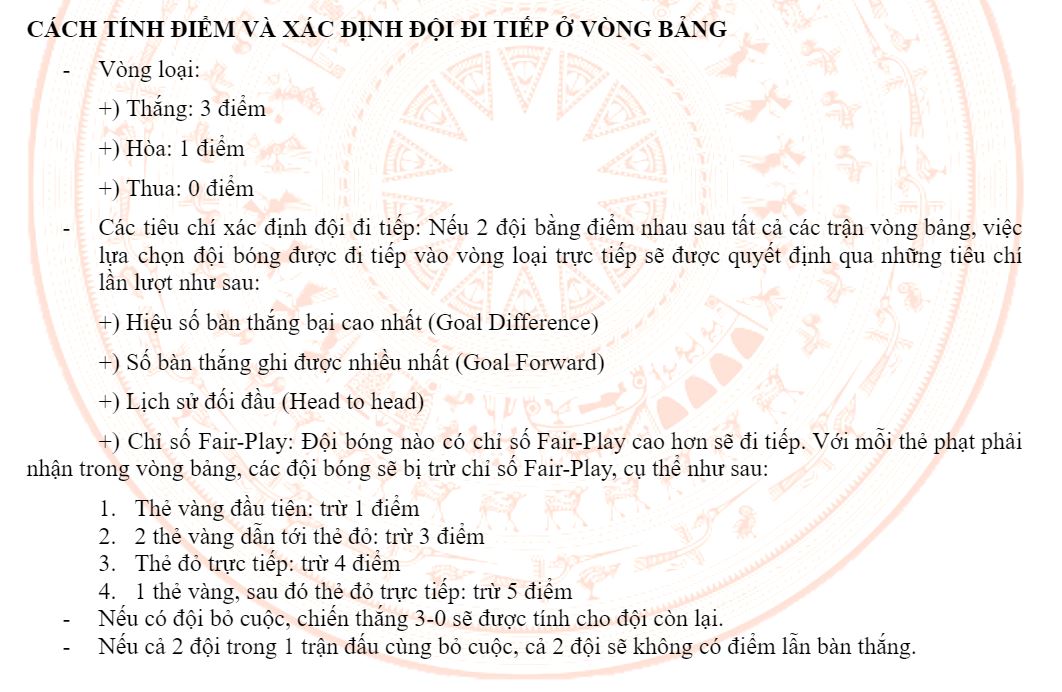 CÁCH TÍNH ĐIỂM VÀ XÁC ĐỊNH ĐỘI ĐI TIẾP Ở VÒNG BẢNG
- Vòng loại:
+) Thắng: 3 điểm
+) Hòa: 1 điểm
+) Thua: 0 điểm
- Các tiêu chí xác định đội đi tiếp: Nếu 2 đội bằng điểm nhau sau tất cả các trận vòng bảng, việc
lựa chọn đội bóng được đi tiếp vào vòng loại trực tiếp sẽ được quyết định qua những tiêu chí
lần lượt như sau:
+) Hiệu số bàn thắng bại cao nhất (Goal Difference)
+) Số bàn thắng ghi được nhiều nhất (Goal Forward)
+) Lịch sử đối đầu (Head to head)
+) Chỉ số Fair-Play: Đội bóng nào có chỉ số Fair-Play cao hơn sẽ đi tiếp. Với mỗi thẻ phạt phải
nhận trong vòng bảng, các đội bóng sẽ bị trừ chỉ số Fair-Play, cụ thể như sau:
1. Thẻ vàng đầu tiên: trừ 1 điểm
2. 2 thẻ vàng dẫn tới thẻ đỏ: trừ 3 điểm
3. Thẻ đỏ trực tiếp: trừ 4 điểm
4. 1 thẻ vàng, sau đó thẻ đỏ trực tiếp: trừ 5 điểm
- Nếu có đội bỏ cuộc, chiến thắng 3-0 sẽ được tính cho đội còn lại.
- Nếu cả 2 đội trong 1 trận đấu cùng bỏ cuộc, cả 2 đội sẽ không có điểm lẫn bàn thắng.